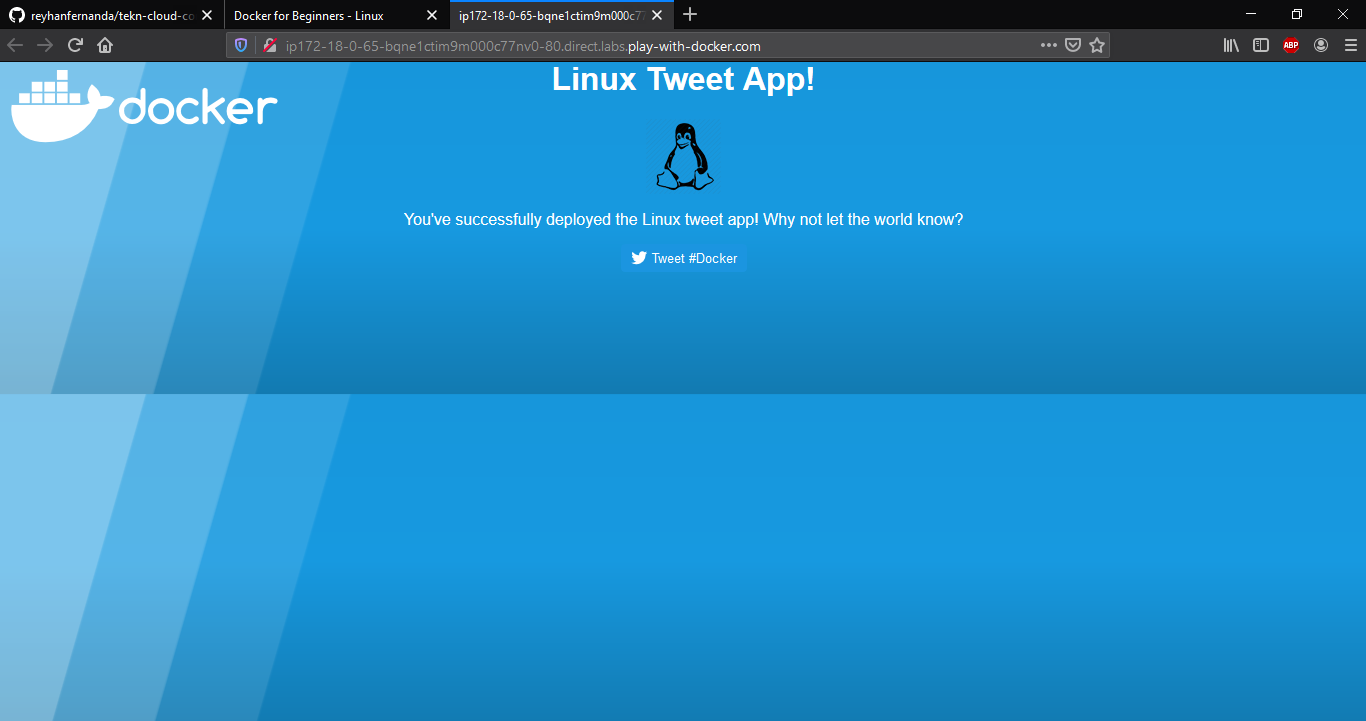 reyhanfernanda/tekn-cloud-co
Docker for Beginners - Linux
ip172-18-0-65-bqne1ctim9m000c77
ip172-18-0-65-bqne1ctim9m000c77nv0-80.direct.labs.play-with-docker.com
ABP
docker
Linux Tweet App!
You've successfully deployed the Linux tweet app! Why not let the world know?
Tweet #Docker